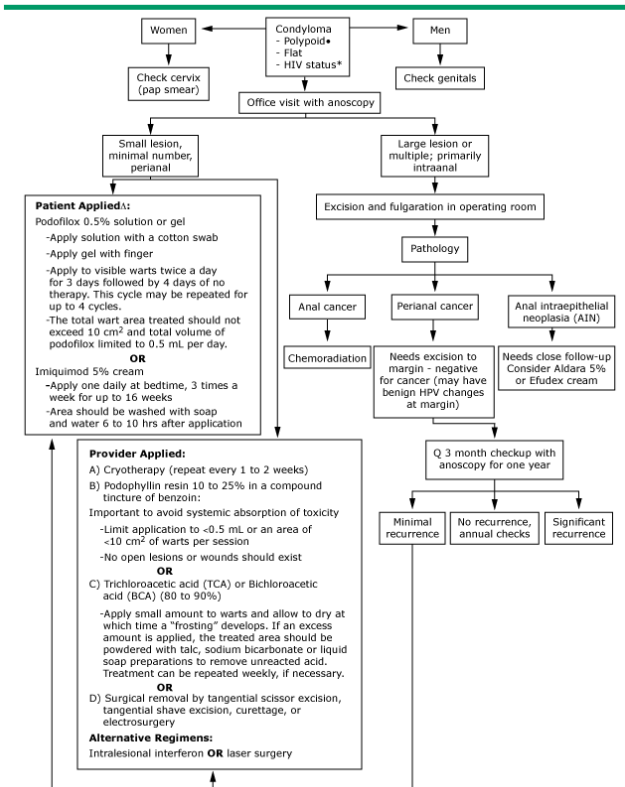 Women
Condyloma
- Polypoid•
- Flat
- HIV status*
Men
Check cervix
(pap smear)
Check genitals
Office visit with anoscopy
Small lesion,
minimal number,
perianal
Large lesion or
multiple; primarily
intraanal
Patient AppliedΔ:
Podofilox 0.5% solution or gel
-Apply solution with a cotton swab
-Apply gel with finger
-Apply to visible warts twice a day
for 3 days followed by 4 days of no
therapy. This cycle may be repeated for
up to 4 cycles.
-The total wart area treated should not
exceed 10 cm² and total volume of
podofilox limited to 0.5 mL per day.
OR
Imiquimod 5% cream
-Apply one daily at bedtime, 3 times a
week for up to 16 weeks
-Area should be washed with soap
and water 6 to 10 hrs after application
Excision and fulgaration in operating room
Pathology
Anal cancer
Perianal cancer
Anal intraepithelial
neoplasia (AIN)
Chemoradiation
Needs excision to
margin - negative
for cancer (may have
benign HPV changes
at margin)
Needs close follow-up
Consider Aldara 5%
or Efudex cream
Provider Applied:
A) Cryotherapy (repeat every 1 to 2 weeks)
B) Podophyllin resin 10 to 25% in a compound
tincture of benzoin:
Important to avoid systemic absorption of toxicity
-Limit application to <0.5 mL or an area of
<10 cm² of warts per session
-No open lesions or wounds should exist
OR
C) Trichloroacetic acid (TCA) or Bichloroacetic
acid (BCA) (80 to 90%)
-Apply small amount to warts and allow to dry at
which time a "frosting" develops. If an excess
amount is applied, the treated area should be
powdered with talc, sodium bicarbonate or liquid
soap preparations to remove unreacted acid.
Treatment can be repeated weekly, if necessary.
OR
D) Surgical removal by tangential scissor excision,
tangential shave excision, curettage, or
electrosurgery
Alternative Regimens:
Intralesional interferon OR laser surgery
Q 3 month checkup with
anoscopy for one year
Minimal
recurrence
No recurrence,
annual checks
Significant
recurrence